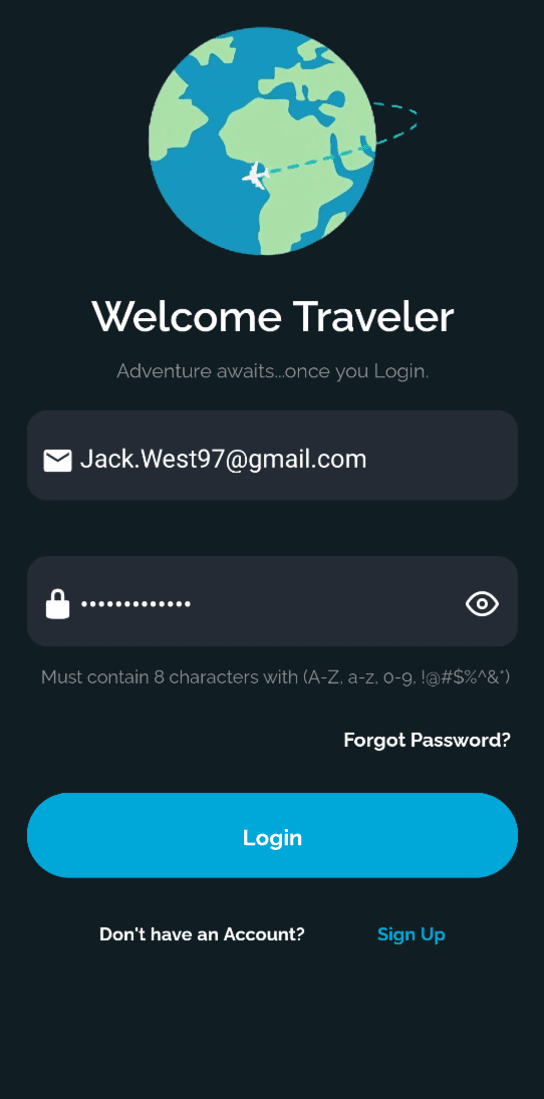 Welcome Traveler
Adventure awaits...once you Login.
Jack.West97@gmail.com
•••••••••••••
Must contain 8 characters with (A-Z, a-z, 0-9, !@#$%^&*)
Forgot Password?
Login
Don't have an Account? Sign Up